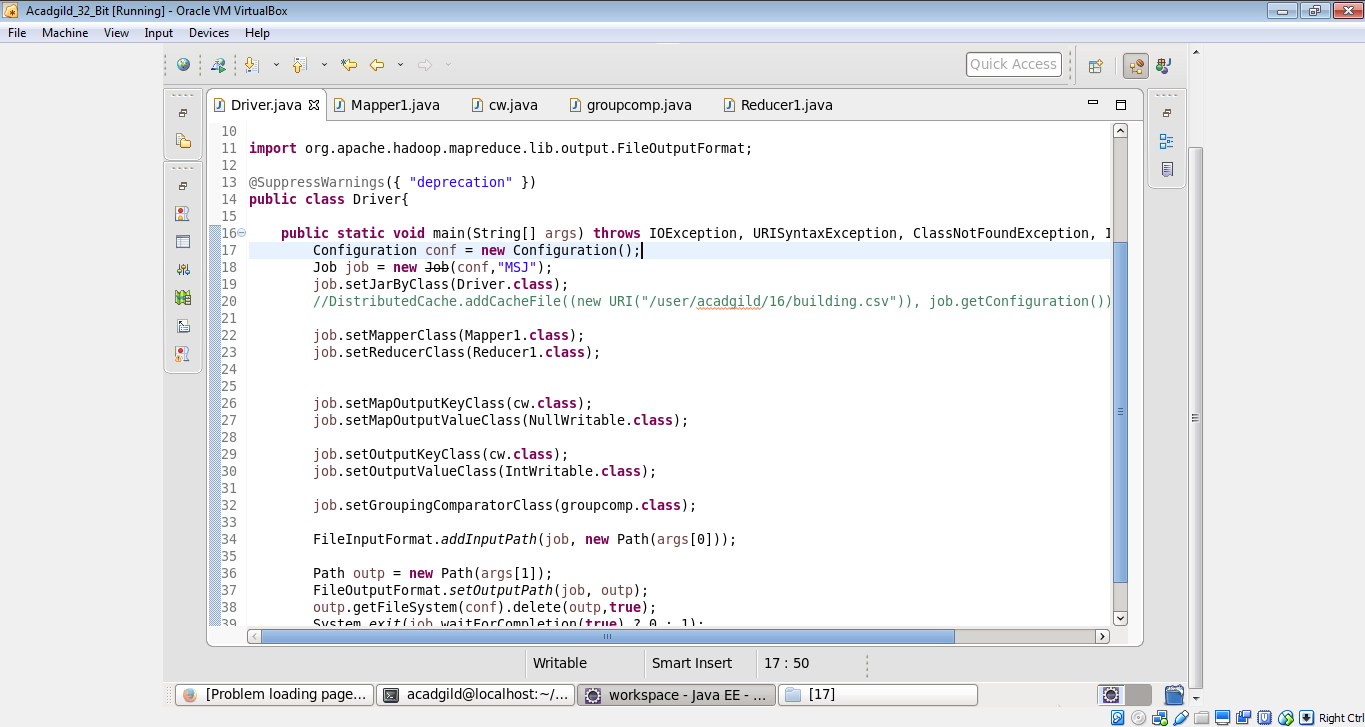 Acadgild_32_Bit [Running] - Oracle VM VirtualBox
File Machine View Input Devices Help
Quick Access
Driver.java Mapper1.java cw.java groupcomp.java Reducer1.java
10
11 import org.apache.hadoop.mapreduce.lib.output.FileOutputFormat;
12
13 @SuppressWarnings({ "deprecation" })
14 public class Driver{
15
16 public static void main(String[] args) throws IOException, URISyntaxException, ClassNotFoundException, I
17 Configuration conf = new Configuration();
18 Job job = new Job(conf,"MSJ");
19 job.setJarByClass(Driver.class);
20 //DistributedCache.addCacheFile((new URI("/user/acadgild/16/building.csv")), job.getConfiguration())
21
22 job.setMapperClass(Mapper1.class);
23 job.setReducerClass(Reducer1.class);
24
25
26 job.setMapOutputKeyClass(cw.class);
27 job.setMapOutputValueClass(NullWritable.class);
28
29 job.setOutputKeyClass(cw.class);
30 job.setOutputValueClass(IntWritable.class);
31
32 job.setGroupingComparatorClass(groupcomp.class);
33
34 FileInputFormat.addInputPath(job, new Path(args[0]));
35
36 Path outp = new Path(args[1]);
37 FileOutputFormat.setOutputPath(job, outp);
38 outp.getFileSystem(conf).delete(outp,true);
39 System.exit(job.waitForCompletion(true) ? 0 : 1);
Writable Smart Insert 17 : 50
[Problem loading page... acadgild@localhost:~/... workspace - Java EE - ... [17]
Right Ctrl